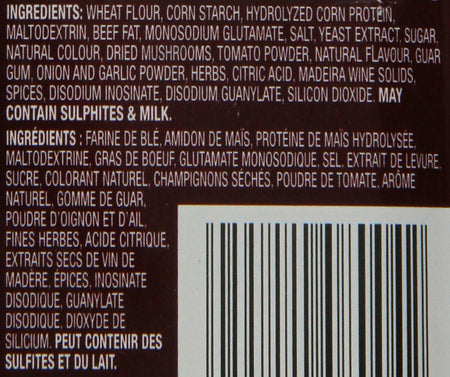 INGREDIENTS: WHEAT FLOUR, CORN STARCH, HYDROLYZED CORN PROTEIN,
MALTODEXTRIN, BEEF FAT, MONOSODIUM GLUTAMATE, SALT, YEAST EXTRACT, SUGAR,
NATURAL COLOUR, DRIED MUSHROOMS, TOMATO POWDER, NATURAL FLAVOUR, GUAR
GUM, ONION AND GARLIC POWDER, HERBS, CITRIC ACID. MADEIRA WINE SOLIDS,
SPICES, DISODIUM INOSINATE, DISODIUM GUANYLATE, SILICON DIOXIDE. MAY
CONTAIN SULPHITES & MILK.
INGRÉDIENTS : FARINE DE BLÉ, AMIDON DE MAÏS, PROTÉINE DE MAÏS HYDROLYSÉE,
MALTODEXTRINE, GRAS DE BOEUF, GLUTAMATE MONOSODIQUE. SEL. EXTRAIT DE LEVURE,
SUCRE, COLORANT NATUREL, CHAMPIGNONS SÉCHÉS, POUDRE DE TOMATE, ARÔME
NATUREL, GOMME DE GUAR,
POUDRE D'OIGNON ET D'AIL,
FINES HERBES, ACIDE CITRIQUE,
EXTRAITS SECS DE VIN DE
MADÈRE, ÉPICES, INOSINATE
DISODIQUE, GUANYLATE
DISODIQUE, DIOXYDE DE
SILICIUM. PEUT CONTENIR DES
SULFITES ET DU LAIT.